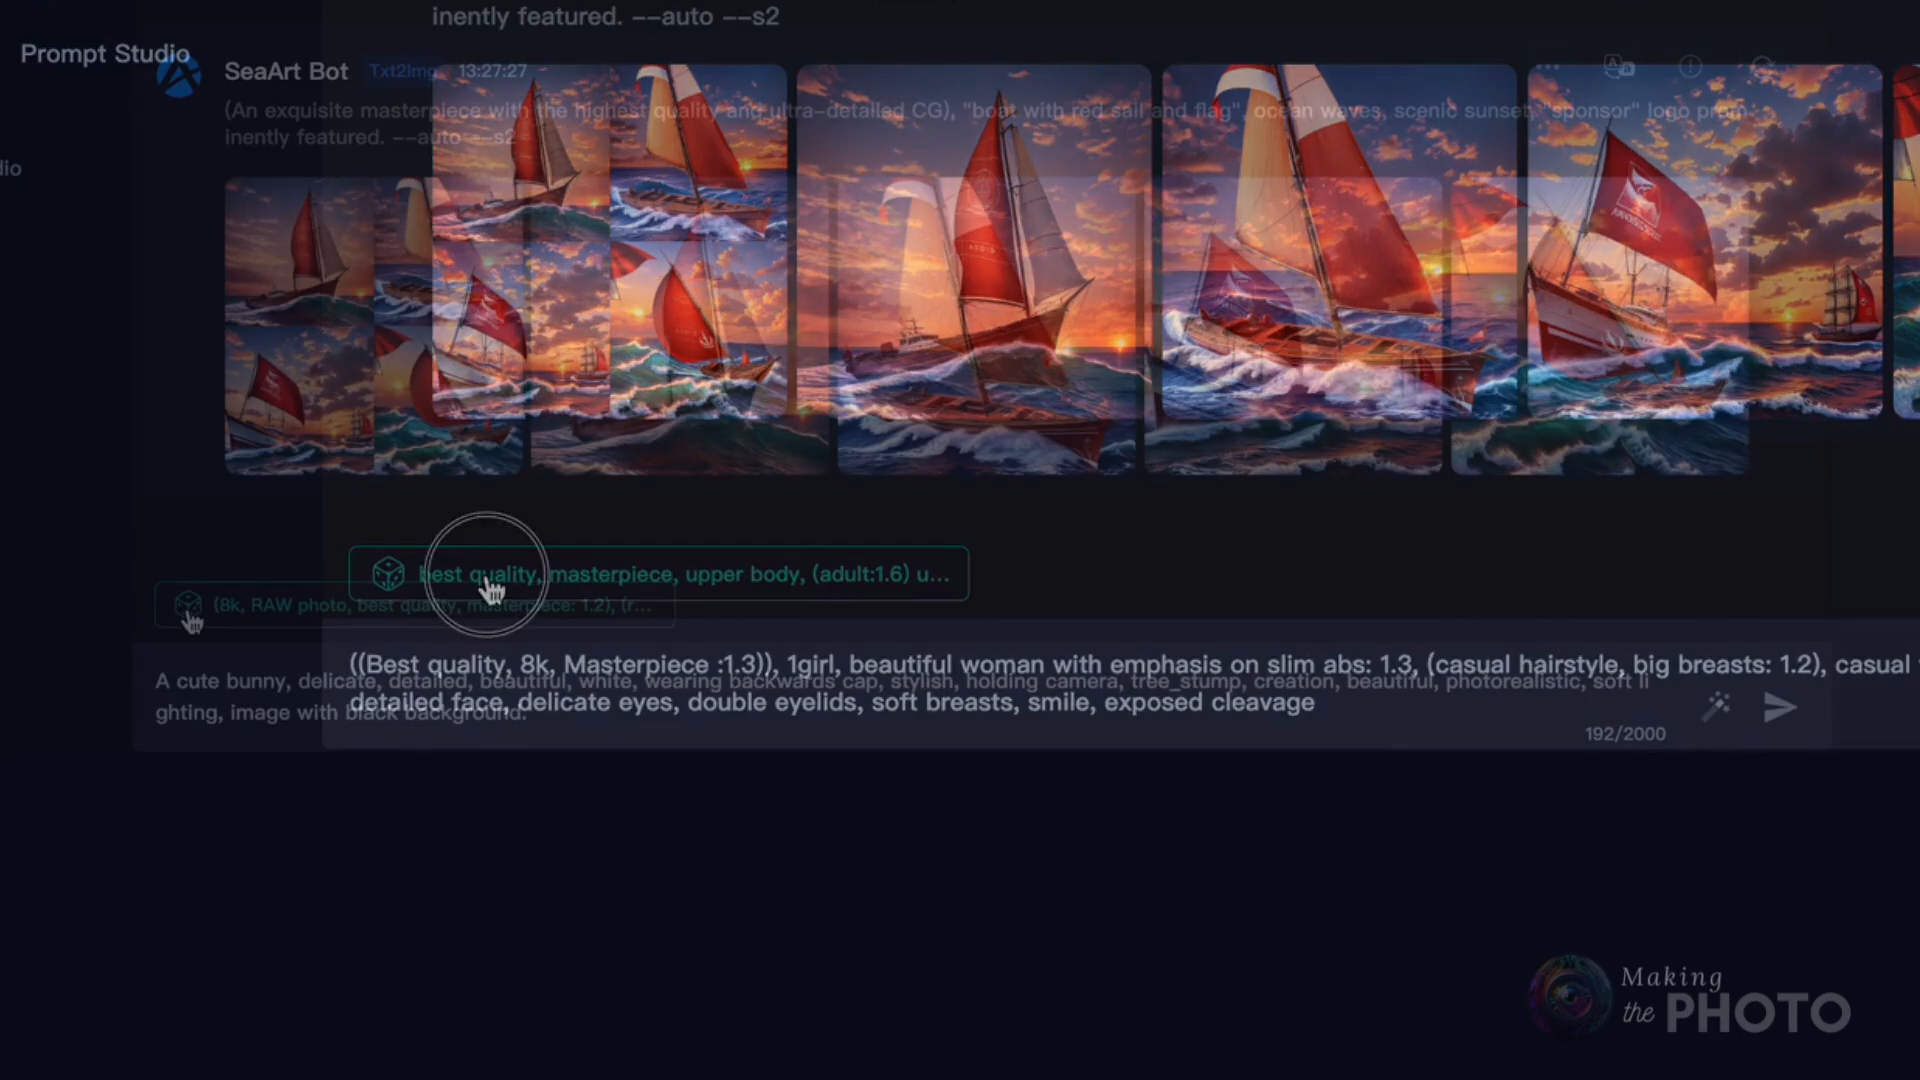 inently featured. --auto --s2
Prompt Studio
SeaArt Bot Txt2Img 13:27:27
(An exquisite masterpiece with the highest quality and ultra-detailed CG), "boat with red sail and flag", ocean waves, scenic sunset, "sponsor" logo prom
inently featured. --auto --s2
dio
best quality, masterpiece, upper body, (adult:1.6) u...
(8k, RAW photo, best quality, masterpiece: 1.2), (r...
((Best quality, 8k, Masterpiece :1.3)), 1girl, beautiful woman with emphasis on slim abs: 1.3, (casual hairstyle, big breasts: 1.2), casual
detailed face, delicate eyes, double eyelids, soft breasts, smile, exposed cleavage
A cute bunny, delicate, detailed, beautiful, white, wearing backwards cap, stylish, holding camera, tree_stump, creation, beautiful, photorealistic, soft li
ghting, image with black background.
192/2000
Making
the PHOTO